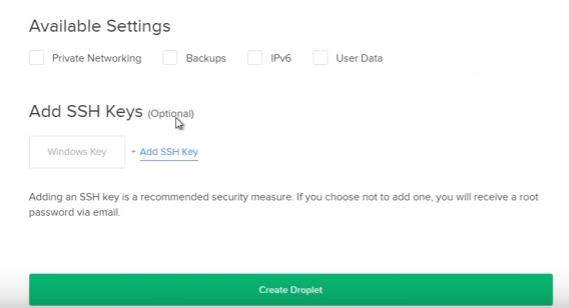 Available Settings
Private Networking Backups IPv6 User Data
Add SSH Keys (Optional)
Windows Key + Add SSH Key
Adding an SSH key is a recommended security measure. If you choose not to add one, you will receive a root
password via email.
Create Droplet